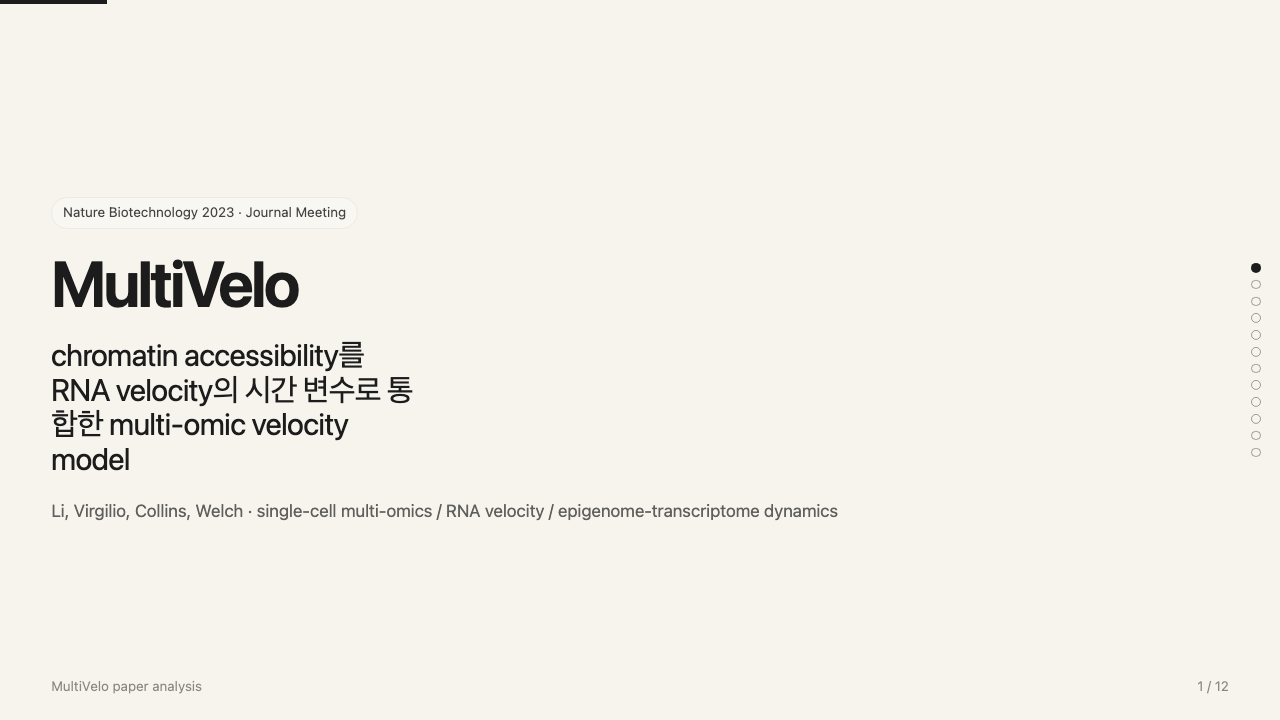 Nature Biotechnology 2023 · Journal Meeting
MultiVelo
chromatin accessibility를
RNA velocity의 시간 변수로 통
합한 multi-omic velocity
model
Li, Virgilio, Collins, Welch · single-cell multi-omics / RNA velocity / epigenome-transcriptome dynamics
MultiVelo paper analysis
1 / 12